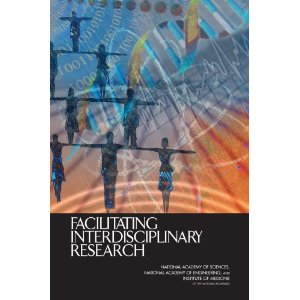 FACILITATING
INTERDISCIPLINARY
RESEARCH
NATIONAL ACADEMY OF SCIENCES,
NATIONAL ACADEMY OF ENGINEERING, AND
INSTITUTE OF MEDICINE
OF THE NATIONAL ACADEMIES